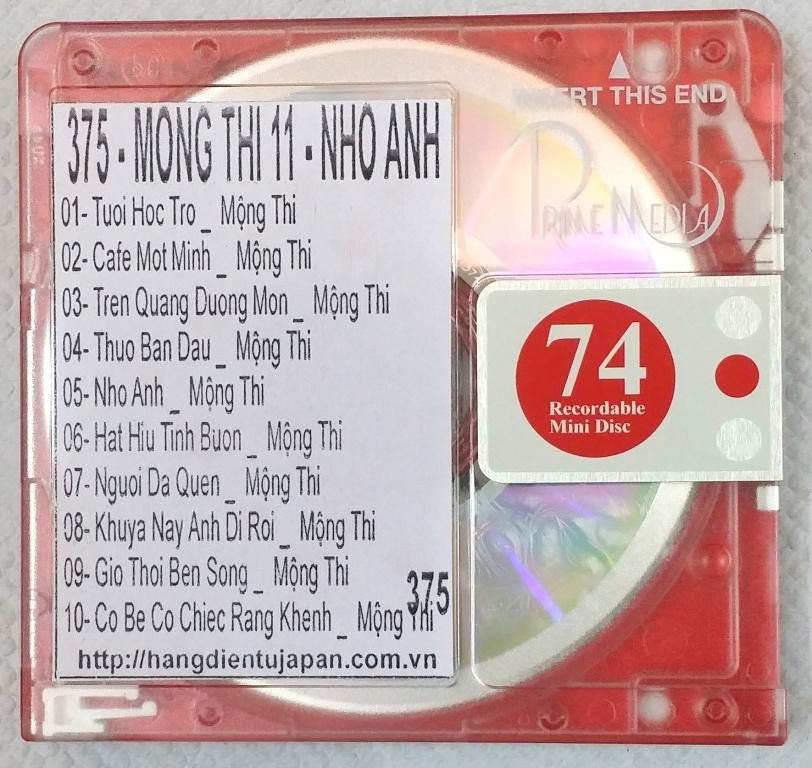 375 - MONG THI 11 - NHO ANH
01- Tuoi Hoc Tro _ Mộng Thi
02- Cafe Mot Minh _ Mộng Thi
03- Tren Quang Duong Mon _ Mộng Thi
04- Thuo Ban Dau _ Mộng Thi
05- Nho Anh _ Mộng Thi
06- Hat Hiu Tinh Buon _ Mộng Thi
07- Nguoi Da Quen _ Mộng Thi
08- Khuya Nay Anh Di Roi _ Mộng Thi
09- Gio Thoi Ben Song _ Mộng Thi
375
10- Co Be Co Chiec Rang Khenh _ Mộng Thi
http://hangdientujapan.com.vn
INSERT THIS END
PRIME MEDIA
74
Recordable
Mini Disc